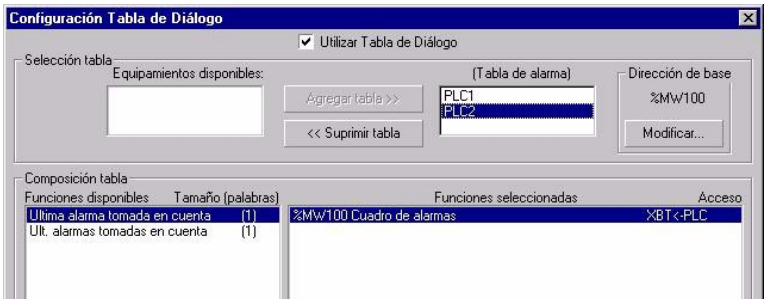 Configuración Tabla de Diálogo
Utilizar Tabla de Diálogo
Selección tabla
Equipamientos disponibles:
(Tabla de alarma)
Dirección de base
Agregar tabla >>
PLC1
%MW100
PLC2
<< Suprimir tabla
Modificar...
Composición tabla
Funciones disponibles Tamaño (palabras)
Funciones seleccionadas Acceso
Ultima alarma tomada en cuenta (1)
%MW100 Cuadro de alarmas XBT<-PLC
Ult. alarmas tomadas en cuenta (1)